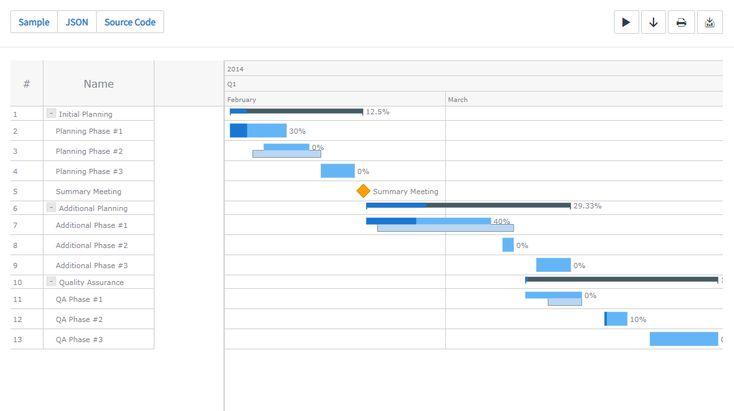 Sample JSON Source Code
# Name
2014
Q1
February March
1 Initial Planning 12.5%
2 Planning Phase #1 30%
3 Planning Phase #2 0%
4 Planning Phase #3 0%
5 Summary Meeting Summary Meeting
6 Additional Planning 29.33%
7 Additional Phase #1 40%
8 Additional Phase #2 0%
9 Additional Phase #3 0%
10 Quality Assurance
11 QA Phase #1 0%
12 QA Phase #2 10%
13 QA Phase #3